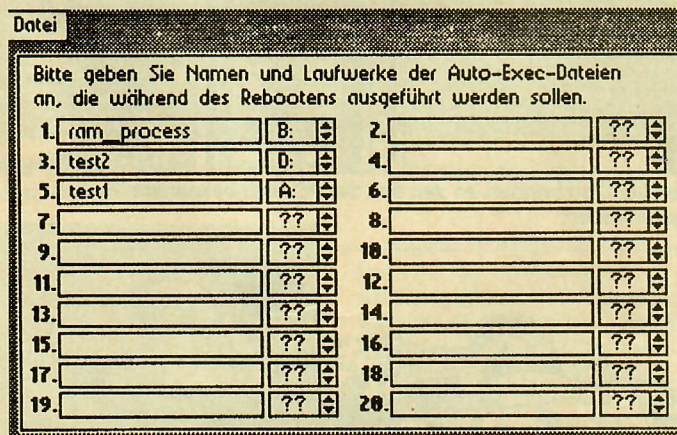 Datei
Bitte geben Sie Namen und Laufwerke der Auto-Exec-Dateien
an, die während des Rebootens ausgeführt werden sollen.
1. ram_process B: 2. ??
3. test2 D: 4. ??
5. test1 A: 6. ??
7. ?? 8. ??
9. ?? 10. ??
11. ?? 12. ??
13. ?? 14. ??
15. ?? 16. ??
17. ?? 18. ??
19. ?? 20. ??